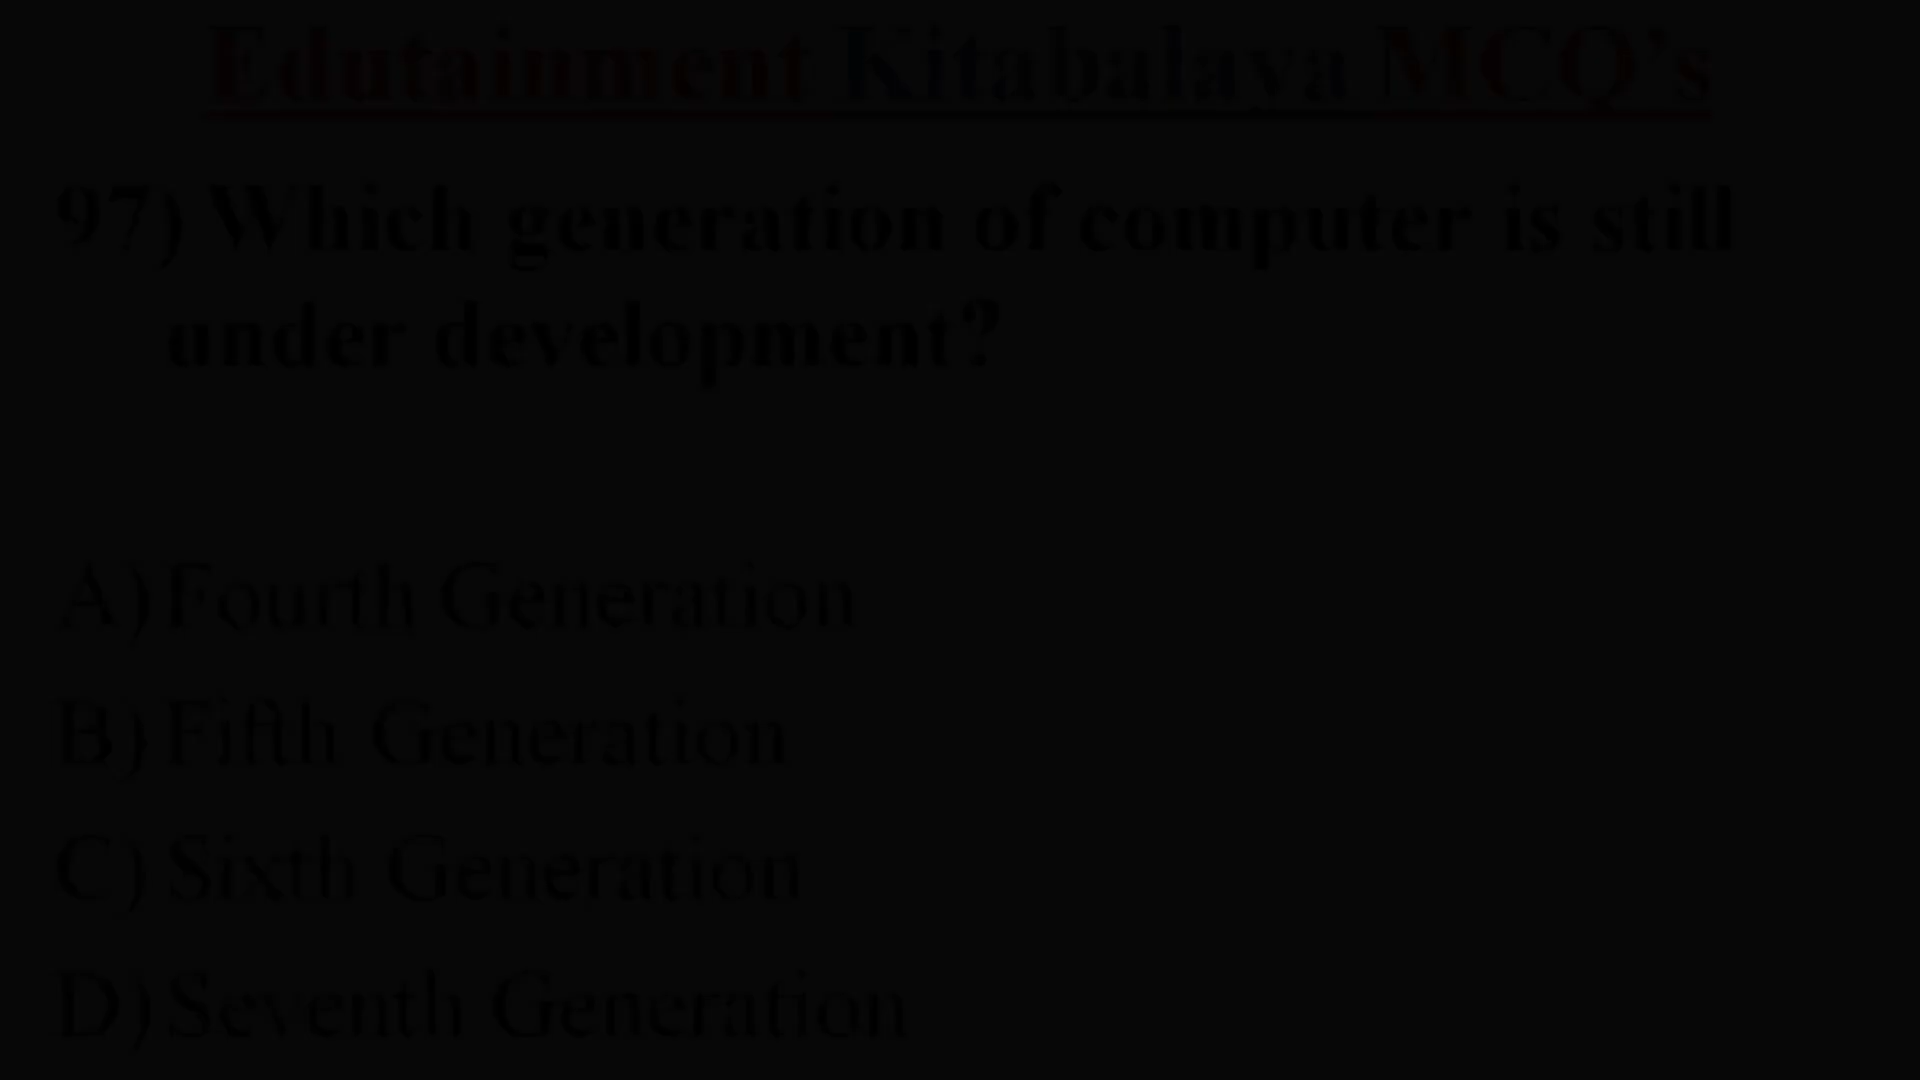 Edutainment Kitabalaya MCQ's
97) Which generation of computer is still
under development?
A) Fourth Generation
B) Fifth Generation
C) Sixth Generation
D) Seventh Generation